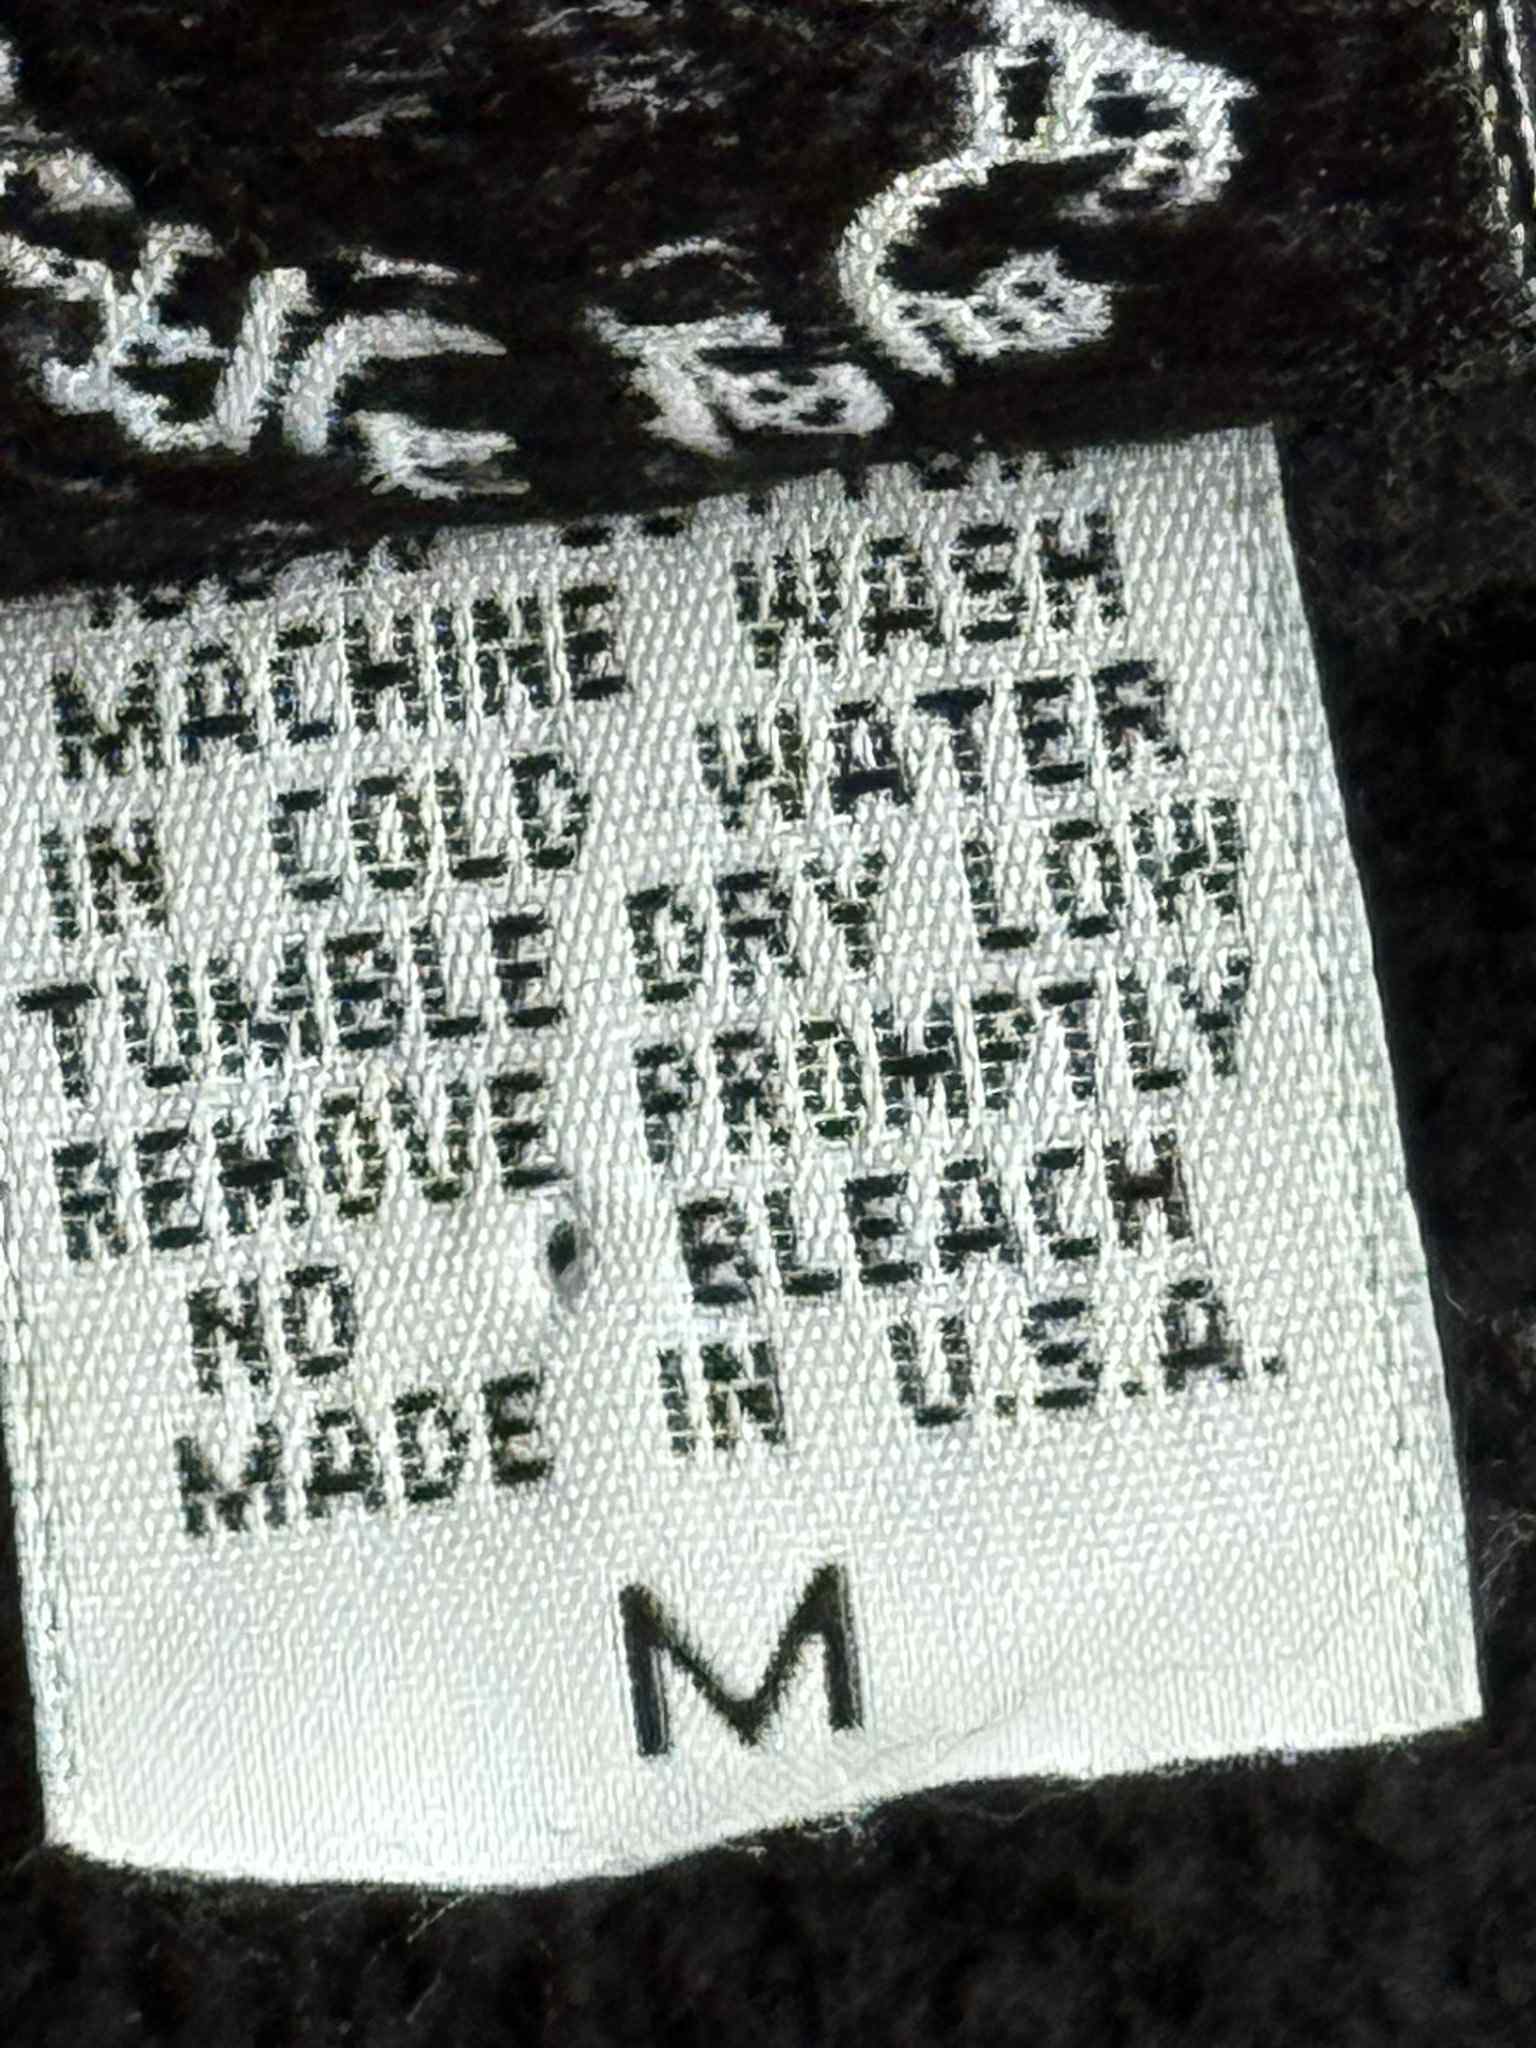 MACHINE WASH
IN COLD WATER
TUMBLE DRY LOW
REMOVE PROMPTLY
NO BLEACH
MADE IN U.S.A.
M